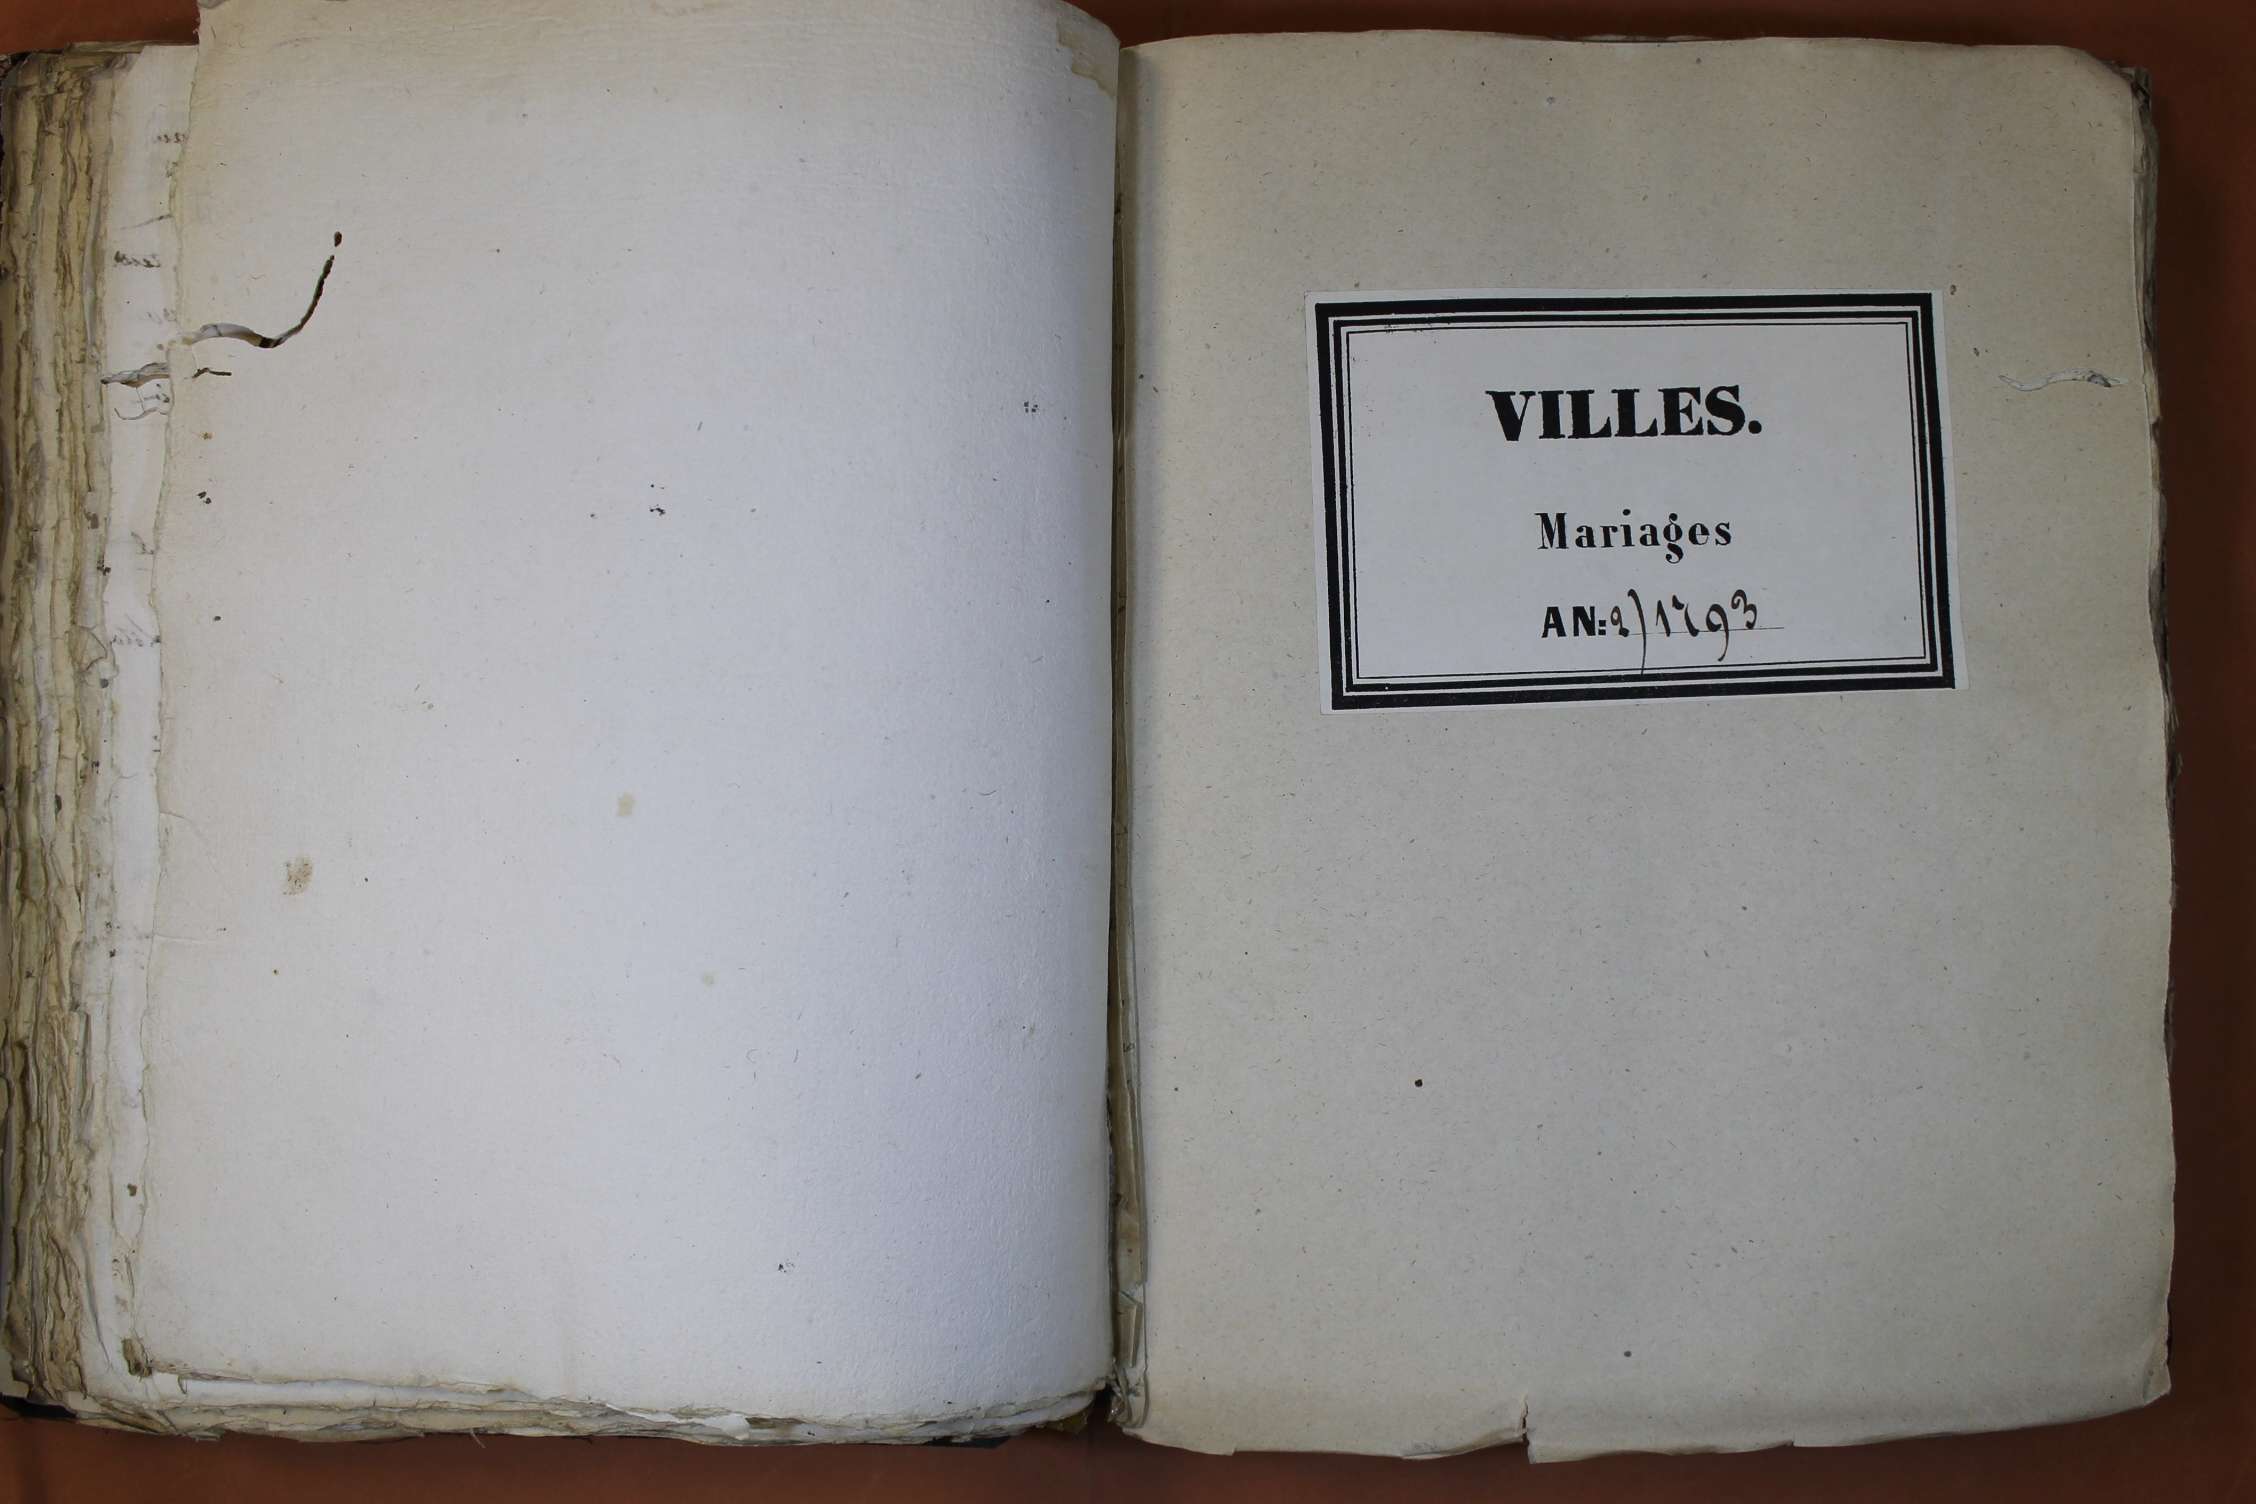 VILLES.
Mariages
AN: 2) 1793